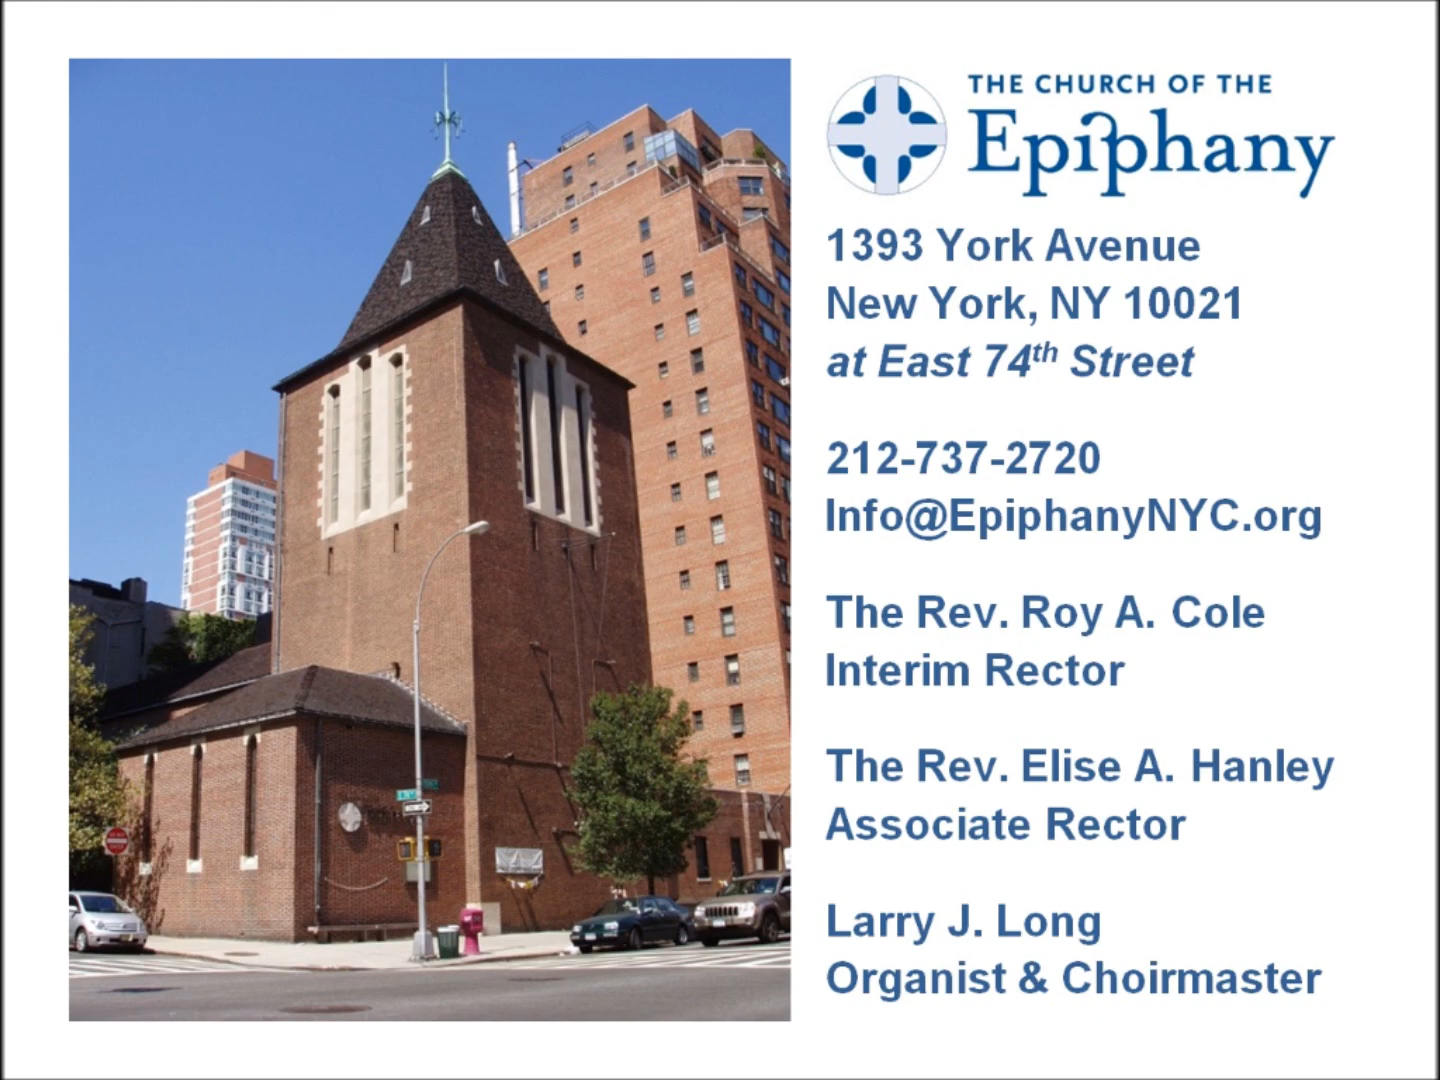 THE CHURCH OF THE
Epiphany
1393 York Avenue
New York, NY 10021
at East 74th Street
212-737-2720
Info@EpiphanyNYC.org
The Rev. Roy A. Cole
Interim Rector
The Rev. Elise A. Hanley
Associate Rector
Larry J. Long
Organist & Choirmaster